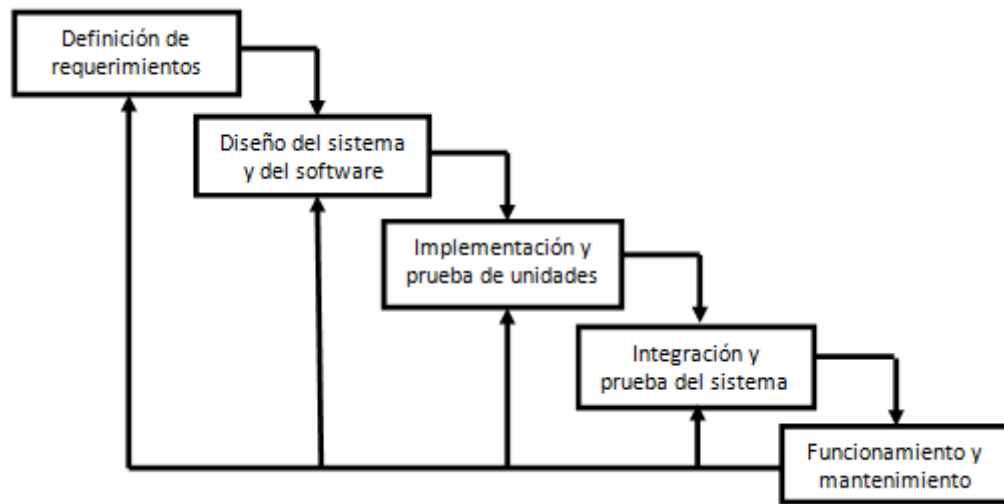 Definición de
requerimientos
Diseño del sistema
y del software
Implementación y
prueba de unidades
Integración y
prueba del sistema
Funcionamiento y
mantenimiento